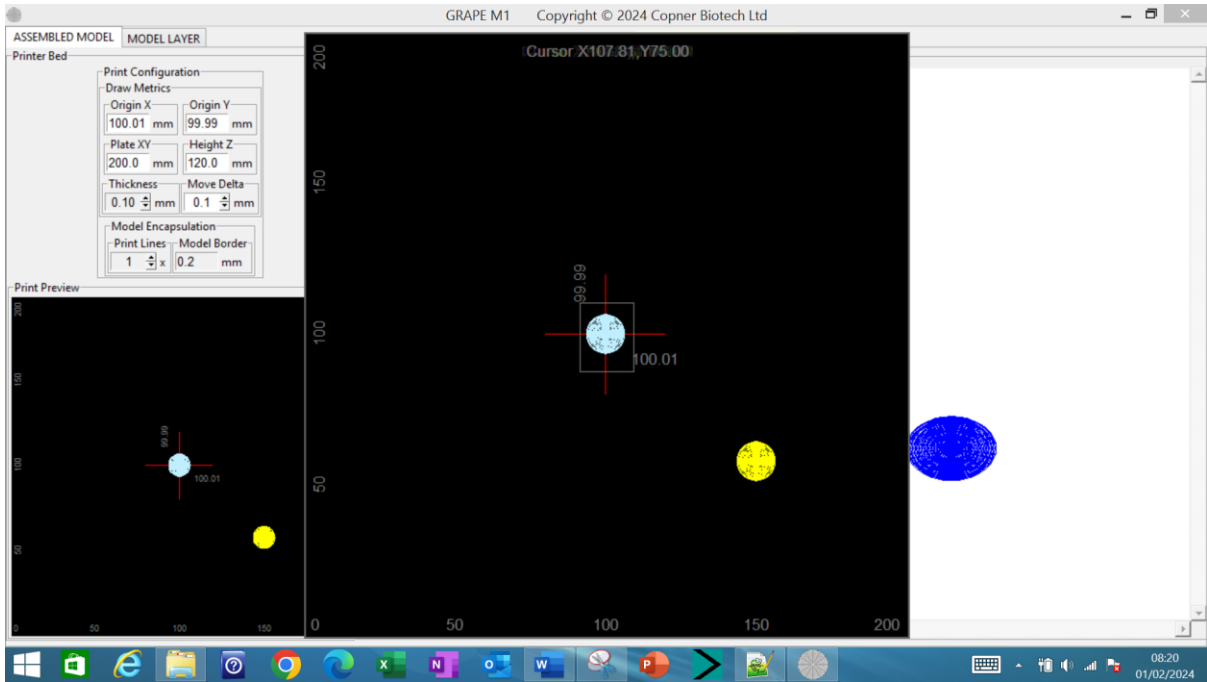 GRAPE M1 Copyright © 2024 Copner Biotech Ltd
ASSEMBLED MODEL MODEL LAYER
Printer Bed
Print Configuration
Draw Metrics
Origin X Origin Y
100.01 mm 99.99 mm
Plate XY Height Z
200.0 mm 120.0 mm
Thickness Move Delta
0.10 mm 0.1 mm
Model Encapsulation
Print Lines Model Border
1 x 0.2 mm
Print Preview
200
150
100
50
0 50 100 150
99.99
100.01
Cursor X107.81,Y75.00
200
150
100
50
0 50 100 150 200
99.99
100.01
08:20
01/02/2024